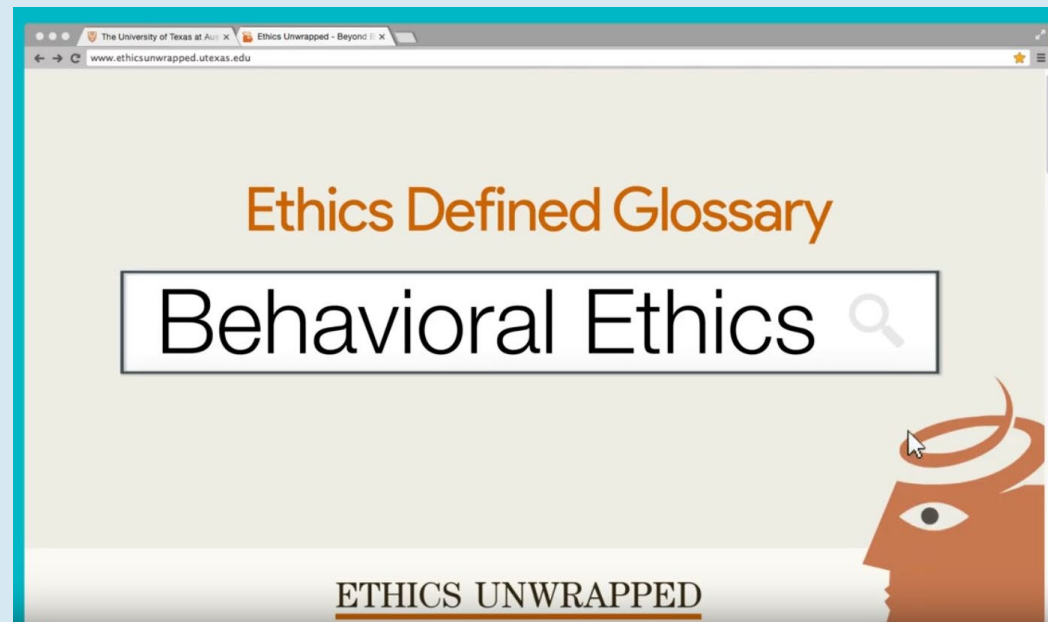 The University of Texas at Aus
Ethics Unwrapped - Beyond
www.ethicsunwrapped.utexas.edu
Ethics Defined Glossary
Behavioral Ethics
ETHICS UNWRAPPED